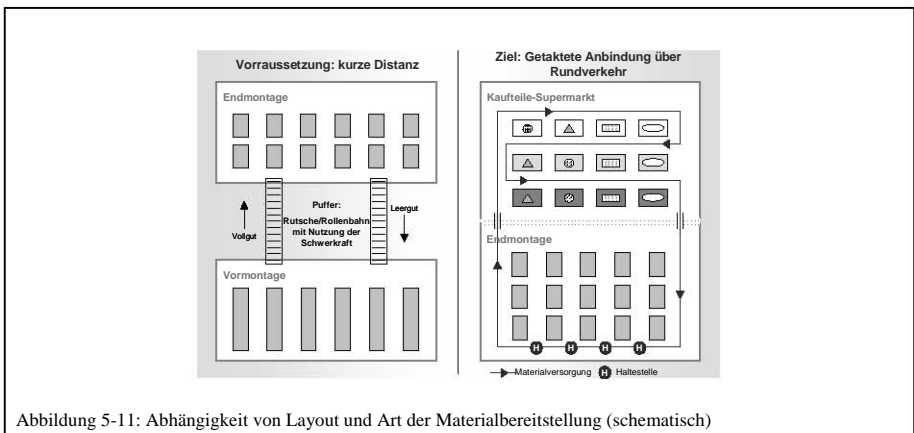 Vorraussetzung: kurze Distanz
Endmontage
Puffer:
Rutsche/Rollenbahn
mit Nutzung der
Schwerkraft
Vollgut
Leergut
Vormontage
Ziel: Getaktete Anbindung über
Rundverkehr
Kaufteile-Supermarkt
Endmontage
H H H H
Materialversorgung H Haltestelle
Abbildung 5-11: Abhängigkeit von Layout und Art der Materialbereitstellung (schematisch)